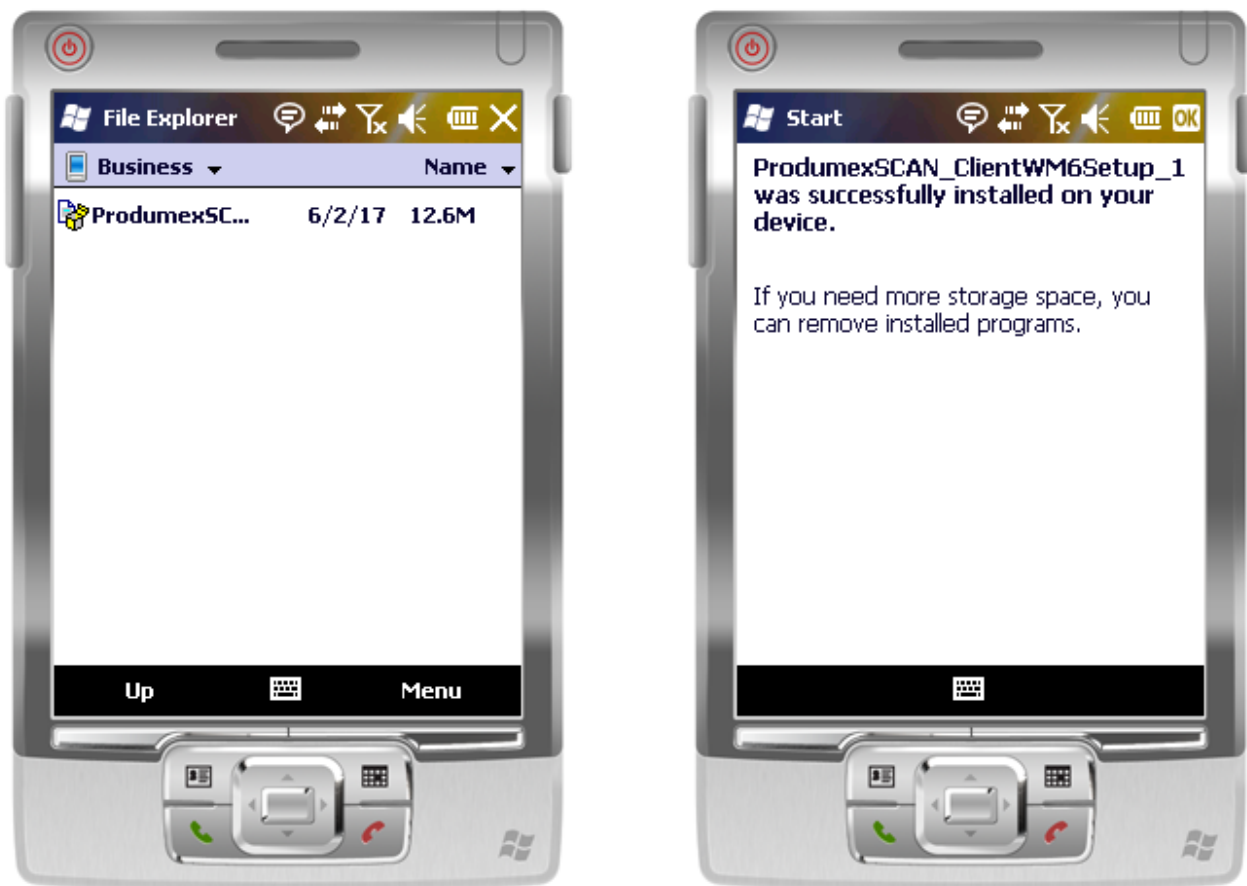 File Explorer
Business
Name
ProdumexSC... 6/2/17 12.6M
Up
Menu
Start
OK
ProdumexSCAN_ClientWM6Setup_1
was successfully installed on your
device.
If you need more storage space, you
can remove installed programs.